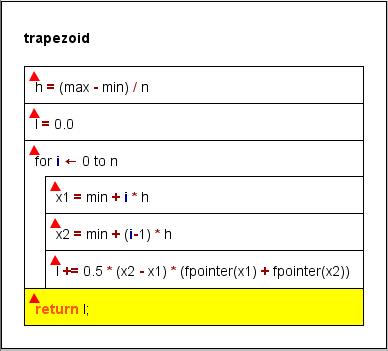 trapezoid
h = (max - min) / n
I = 0.0
for i ← 0 to n
x1 = min + i * h
x2 = min + (i-1) * h
I += 0.5 * (x2 - x1) * (fpointer(x1) + fpointer(x2))
return I;